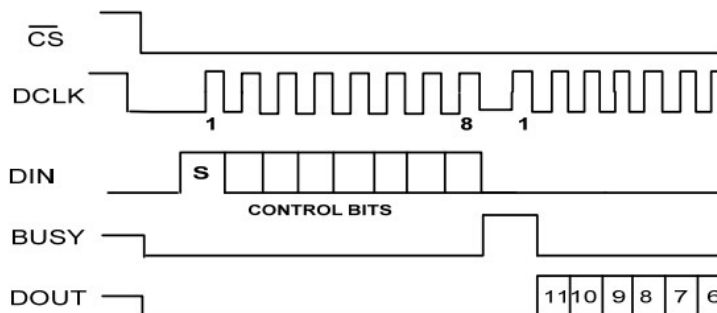 CS
DCLK
1 8 1
DIN
S
CONTROL BITS
BUSY
DOUT
11 10 9 8 7 6